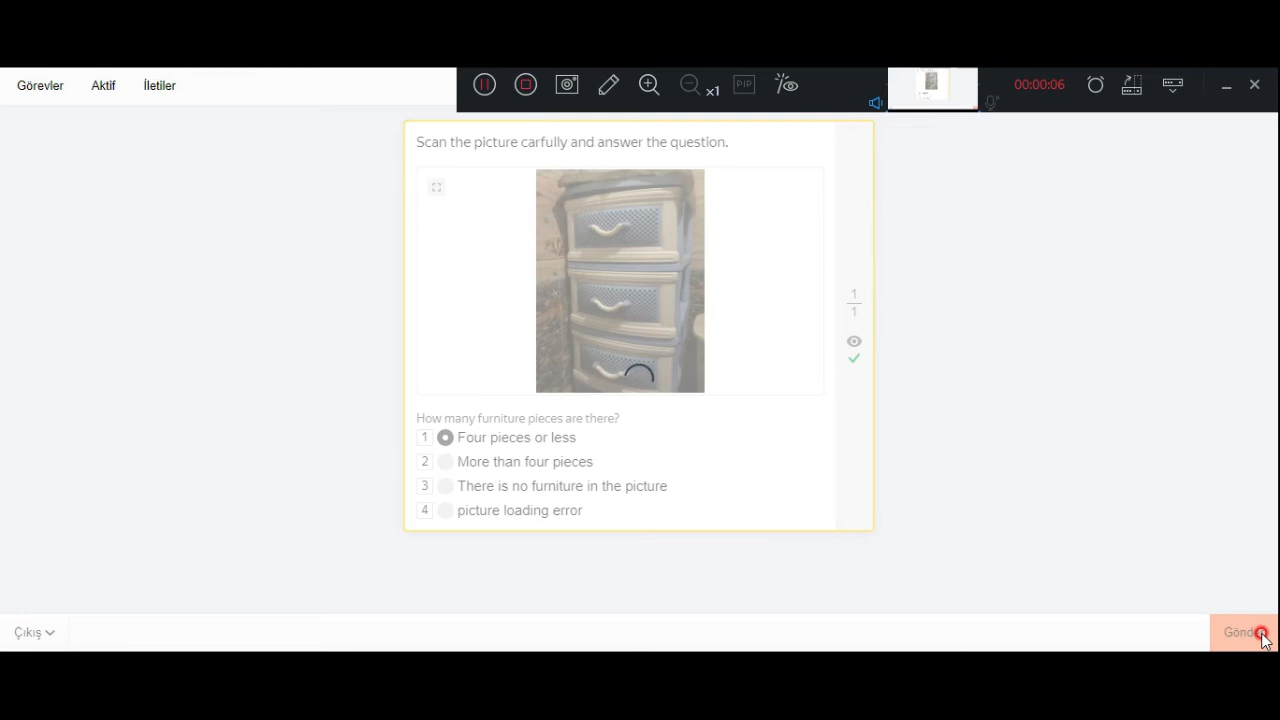 Görevler Aktif İletiler
x1 PIP 00:00:06
Scan the picture carfully and answer the question.
1
1
How many furniture pieces are there?
1 Four pieces or less
2 More than four pieces
3 There is no furniture in the picture
4 picture loading error
Çıkış